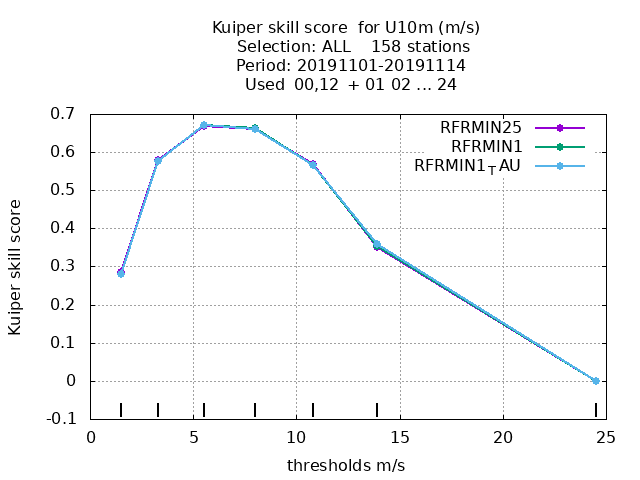 Kuiper skill score  for U10m (m/s)
Selection: ALL    158 stations
Period: 20191101-20191114
Used  00,12  + 01 02 ... 24
RFRMIN25
RFRMIN1
RFRMIN1TAU
Kuiper skill score
0.7
0.6
0.5
0.4
0.3
0.2
0.1
0
-0.1
0 5 10 15 20 25
thresholds m/s